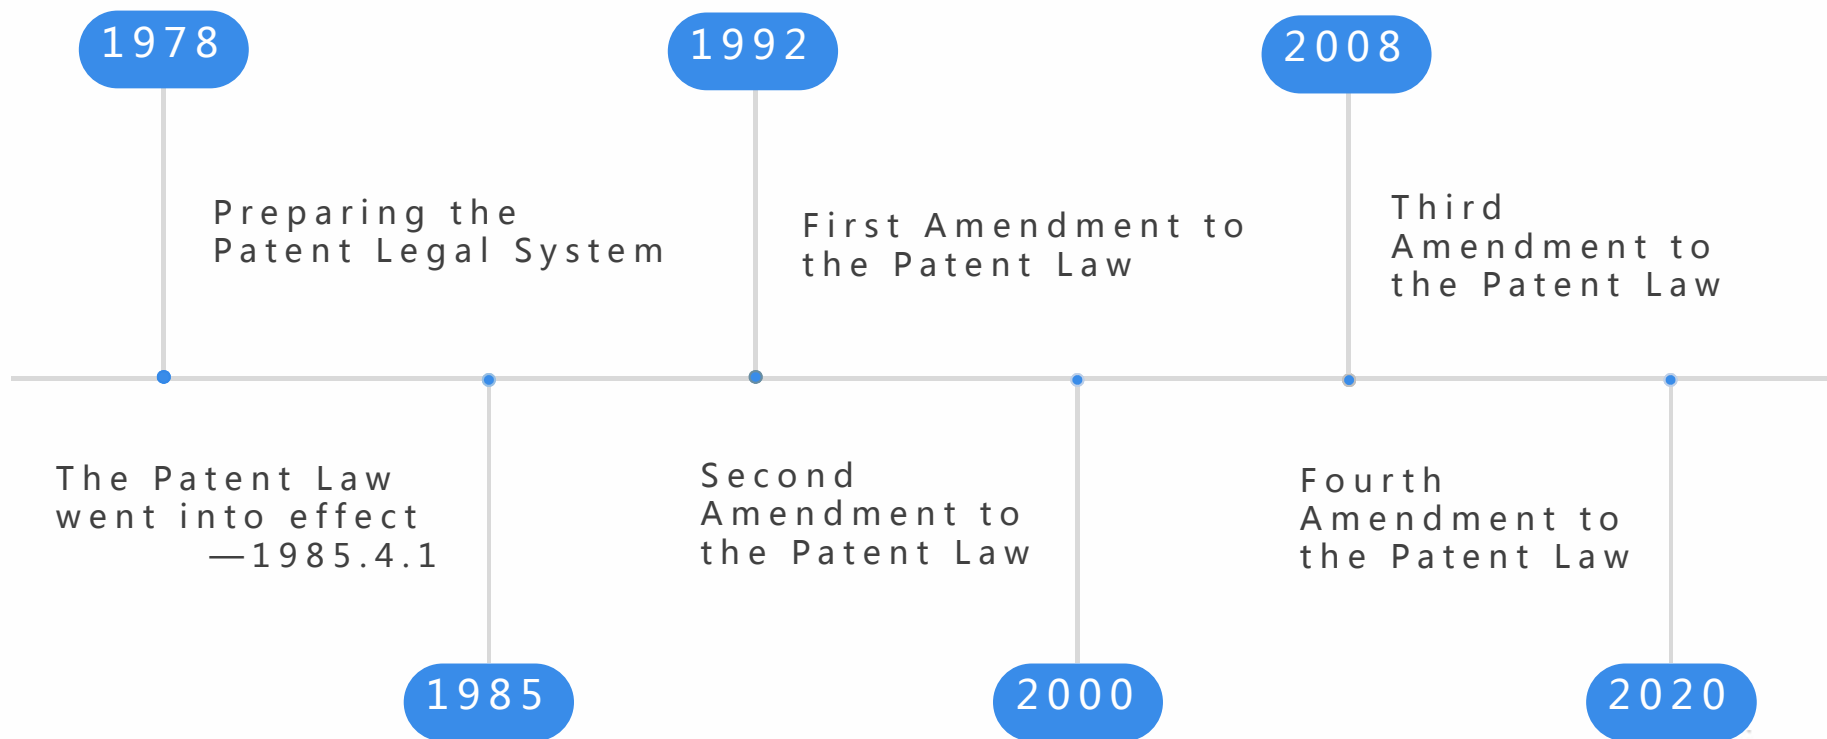 1978
1992
2008
Preparing the
Patent Legal System
First Amendment to
the Patent Law
Third
Amendment to
the Patent Law
The Patent Law
went into effect
—1985.4.1
Second
Amendment to
the Patent Law
Fourth
Amendment to
the Patent Law
1985
2000
2020